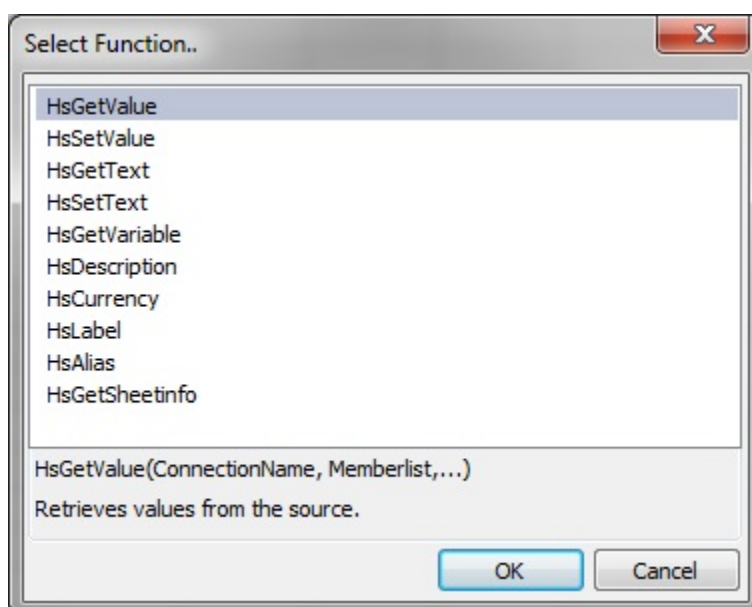 Select Function..
HsGetValue
HsSetValue
HsGetText
HsSetText
HsGetVariable
HsDescription
HsCurrency
HsLabel
HsAlias
HsGetSheetinfo
HsGetValue(ConnectionName, Memberlist,...)
Retrieves values from the source.
OK Cancel